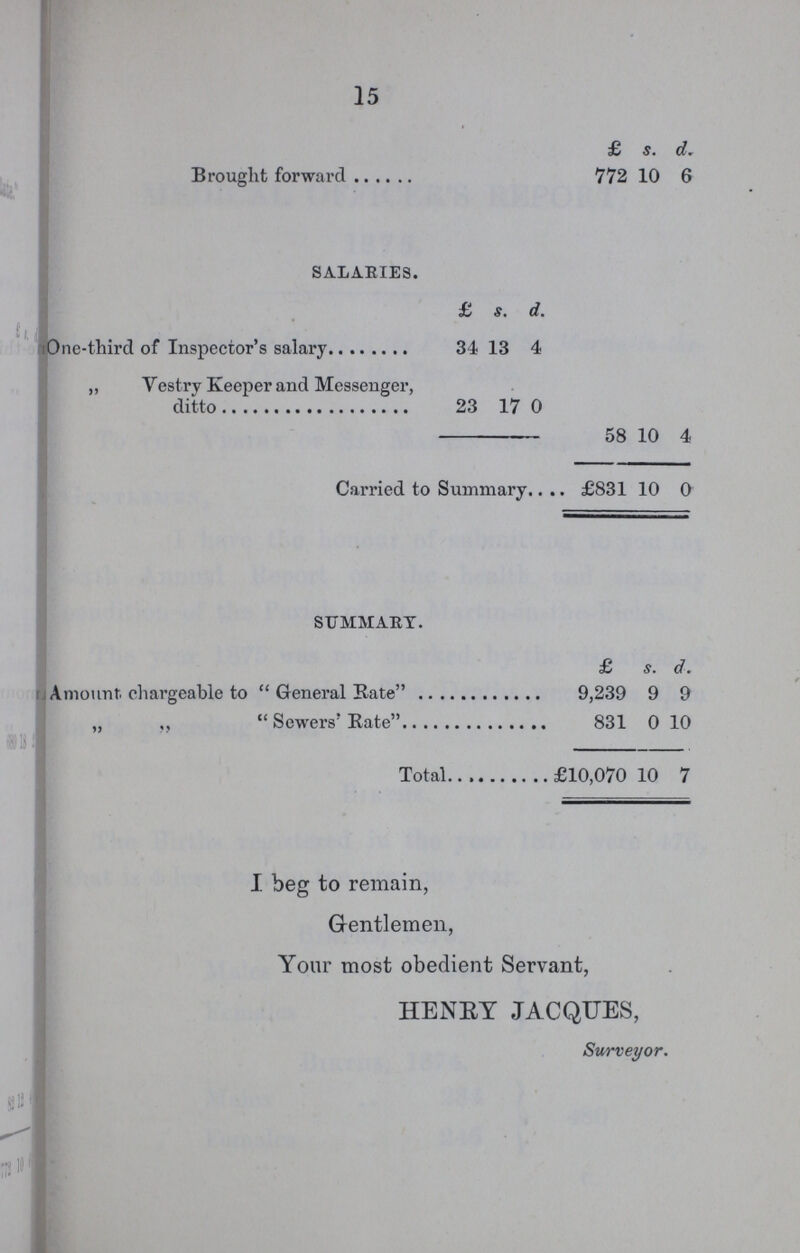 15
£ s. d.
Brought forward ...... 772 10 6
SALARIES.
£ s. d.
One-third of Inspector's salary........ 34 13 4
„ Vestry Keeper and Messenger,
ditto ................... 23 17 0
58 10 4
Carried to Summary.... £831 10 0
SUMMARY.
£ s. d.
Amount chargeable to " General Rate" ............ 9,239 9 9
„ „ " Sewers' Rate".............. 831 0 10
Total........... £10,070 10 7
I beg to remain,
Gentlemen,
Your most obedient Servant,
HENRY JACQUES,
Surveyor.